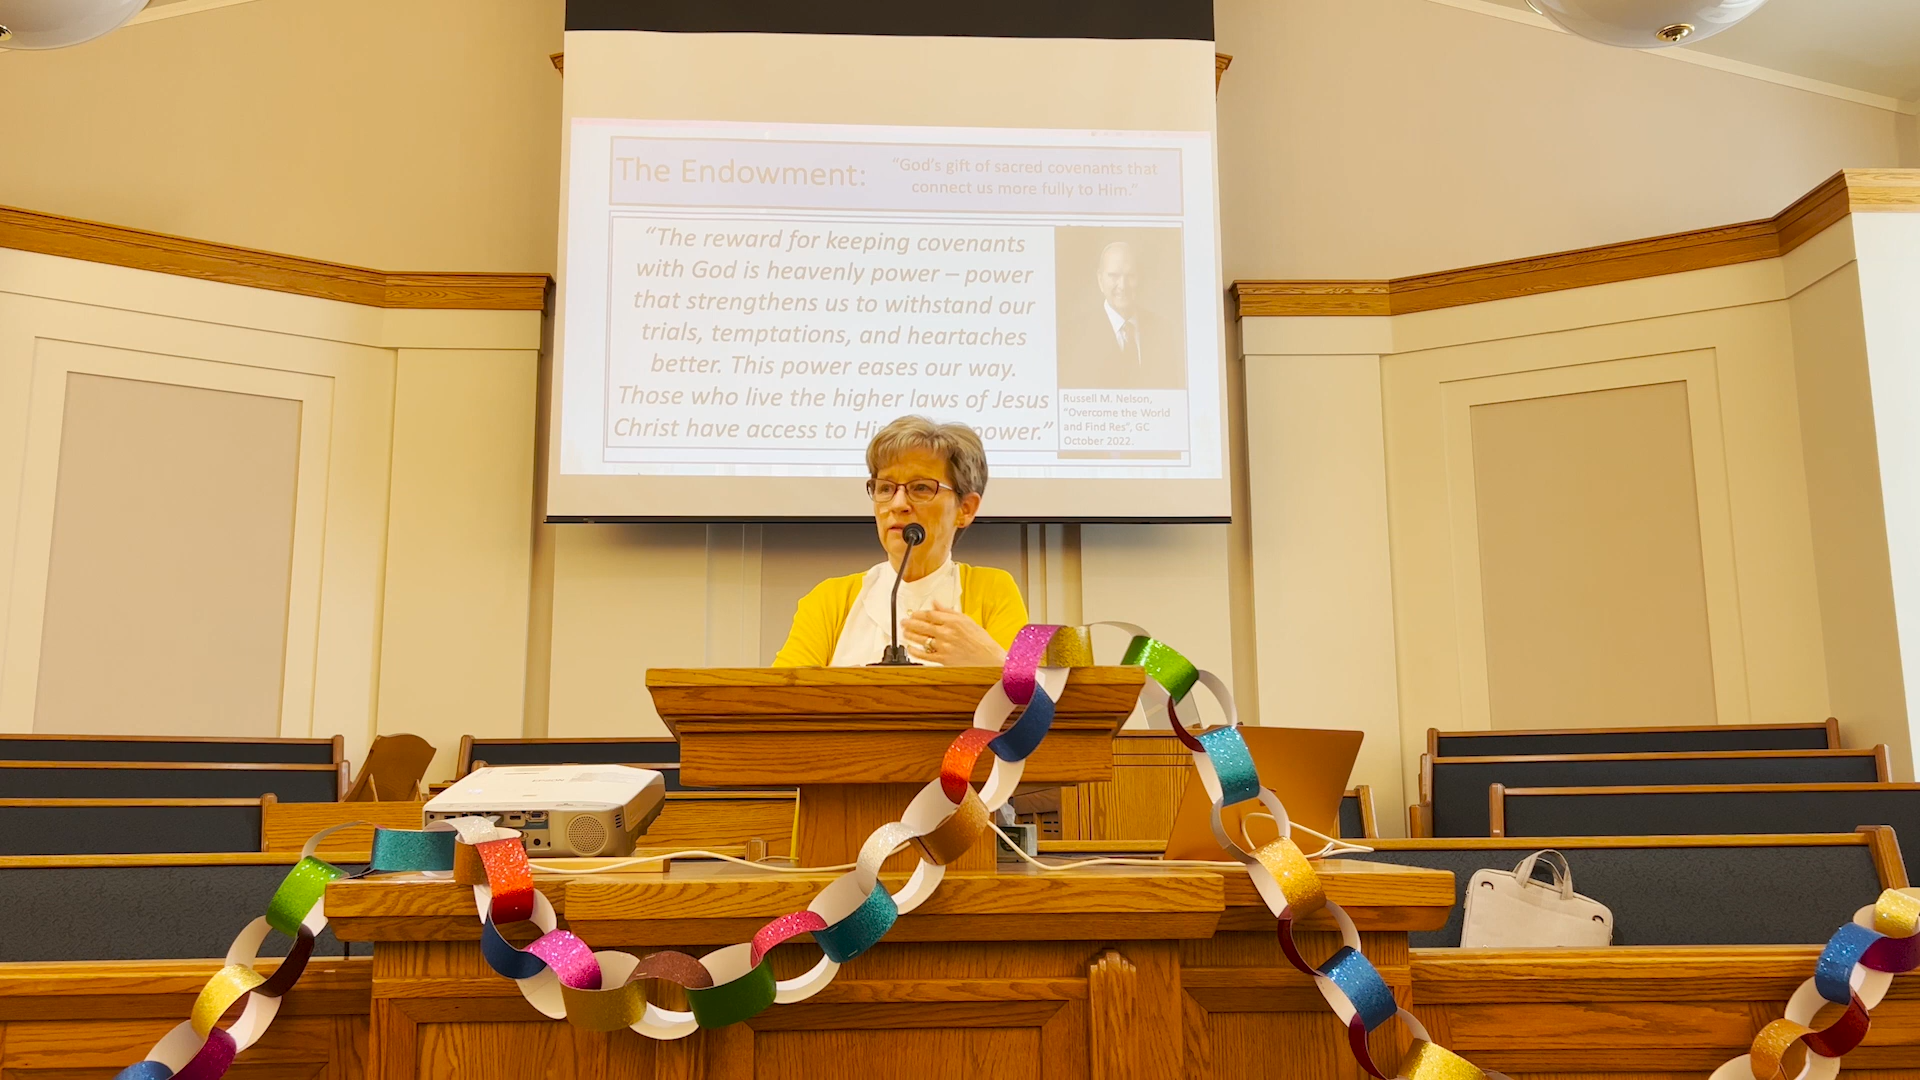 The Endowment:
"God's gift of sacred covenants that
connect us more fully to Him."
"The reward for keeping covenants
with God is heavenly power – power
that strengthens us to withstand our
trials, temptations, and heartaches
better. This power eases our way.
Those who live the higher laws of Jesus
Christ have access to power."
Russell M. Nelson,
"Overcome the World
and Find Res", GC
October 2022.